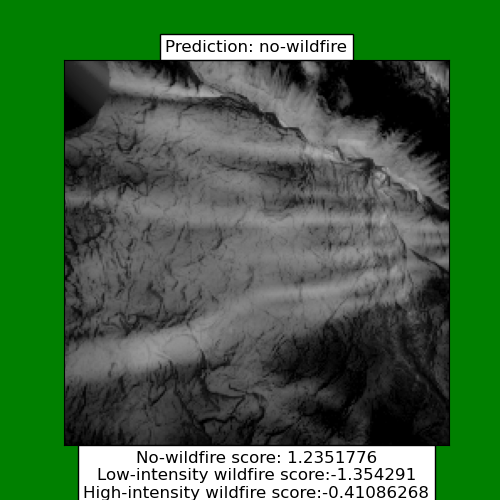 Prediction: no-wildfire
No-wildfire score: 1.2351776
Low-intensity wildfire score:-1.354291
High-intensity wildfire score:-0.41086268